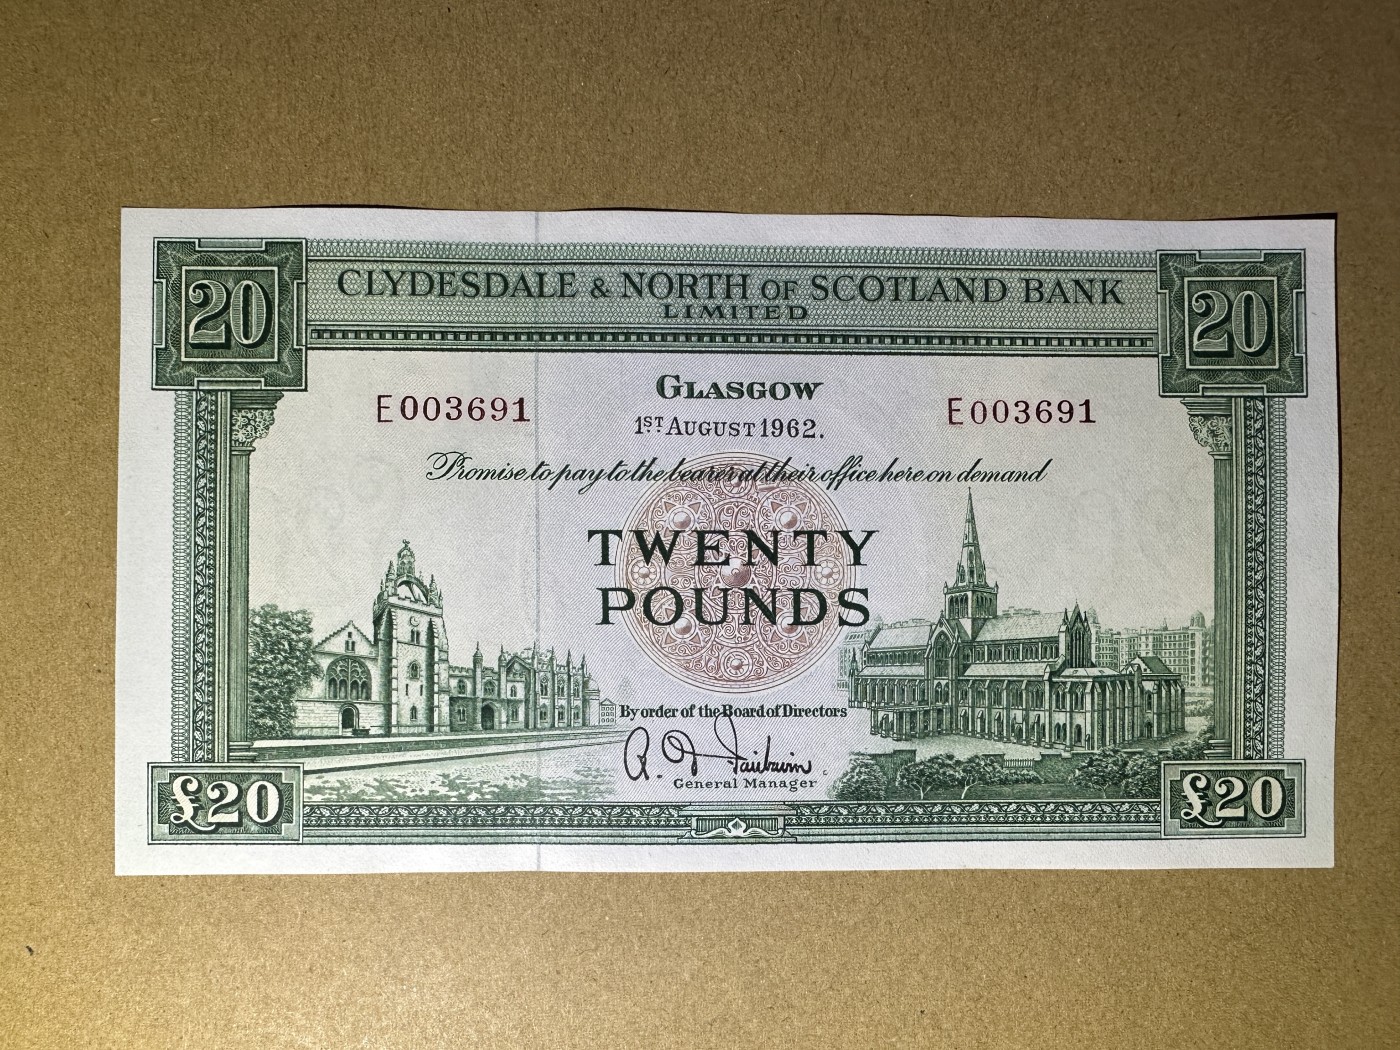 20
20
CLYDESDALE & NORTH OF SCOTLAND BANK
LIMITED
GLASGOW
E003691
E003691
1ST AUGUST 1962.
Promise to pay to the bearer at their office here on demand
TWENTY
POUNDS
By order of the Board of Directors
R. D. Fairbairn
General Manager
£20
£20